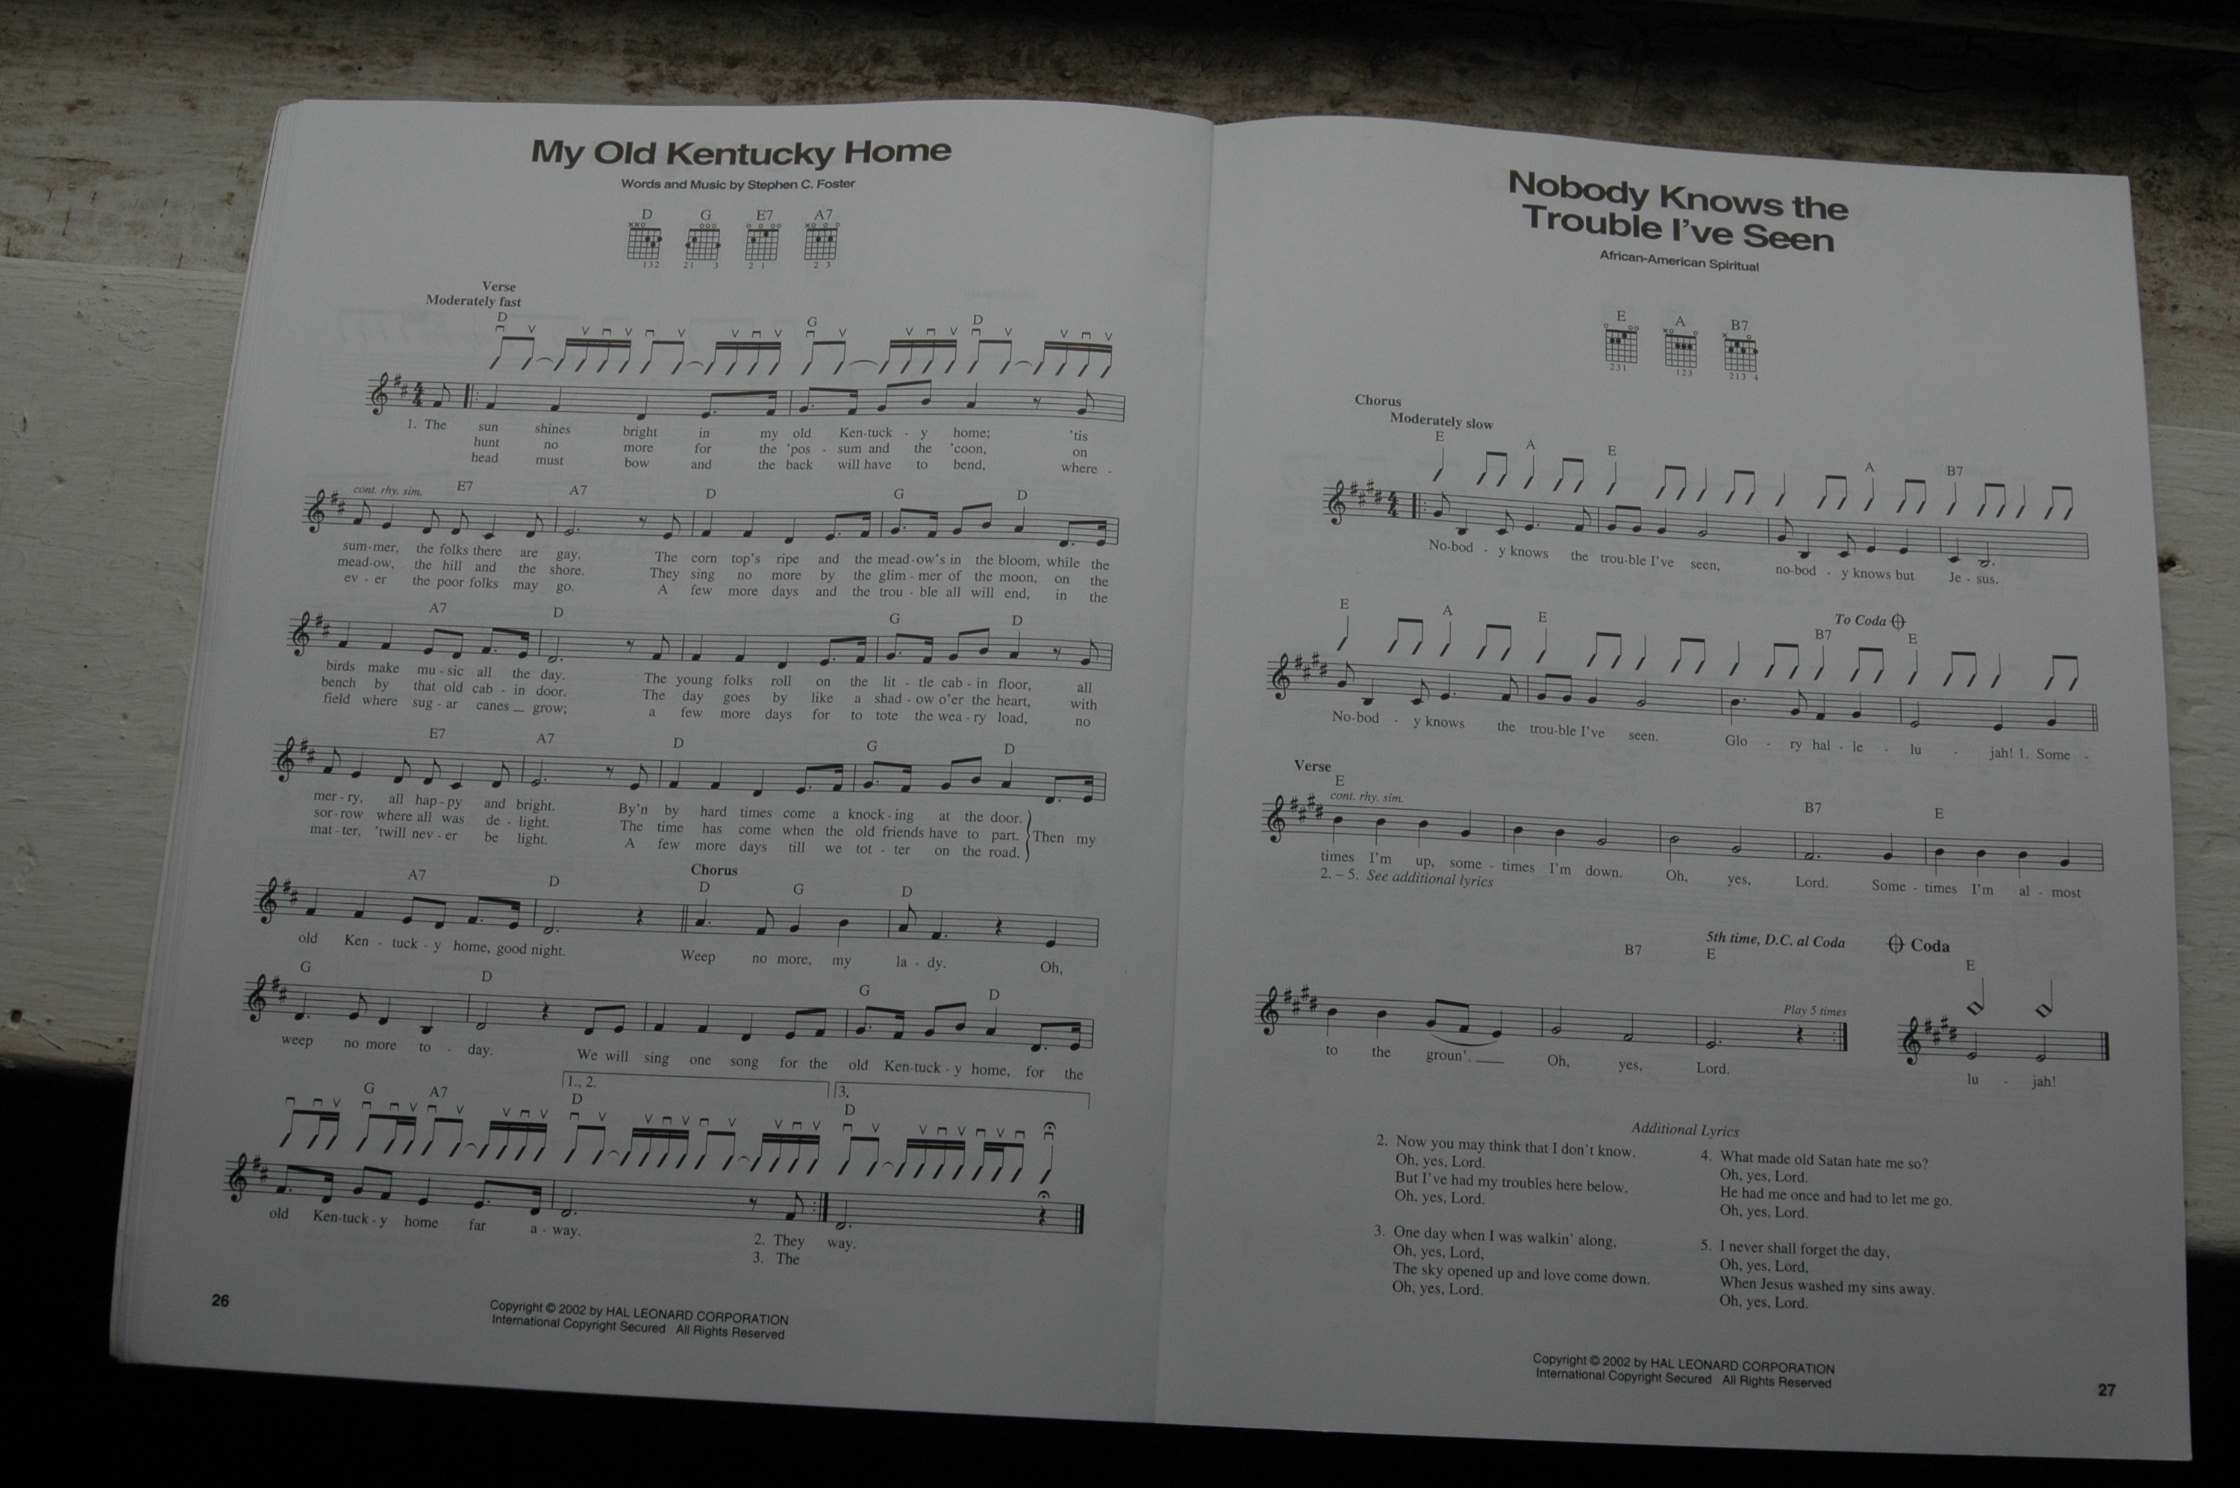 My Old Kentucky Home
Words and Music by Stephen C. Foster
D G E7 A7
132 21 3 2 1 2 3
Verse
Moderately fast
D G D
1. The sun shines bright in my old Ken-tuck - y home; 'tis
hunt no more for the 'pos - sum and the 'coon, on
head must bow and the back will have to bend, where -
cont. rhy. sim. E7 A7 D G D
sum-mer, the folks there are gay. The corn top's ripe and the mead-ow's in the bloom, while the
mead-ow, the hill and the shore. They sing no more by the glim - mer of the moon, on the
ev - er the poor folks may go. A few more days and the trou - ble all will end, in the
A7 D G D
birds make mu - sic all the day. The young folks roll on the lit - tle cab - in floor, all
bench by that old cab - in door. The day goes by like a shad - ow o'er the heart, with
field where sug - ar canes grow; a few more days for to tote the wea - ry load, no
E7 A7 D G D
mer - ry, all hap - py and bright. By'n by hard times come a knock - ing at the door.
sor - row where all was de - light. The time has come when the old friends have to part. Then my
mat - ter, 'twill nev - er be light. A few more days till we tot - ter on the road.
Chorus
A7 D D G D
old Ken - tuck - y home, good night. Weep no more, my la - dy. Oh,
G D G D
weep no more to - day. We will sing one song for the old Ken-tuck - y home, for the
1., 2. 3.
G A7 D D
old Ken-tuck - y home far a - way. 2. They way.
3. The
26
Copyright © 2002 by HAL LEONARD CORPORATION
International Copyright Secured All Rights Reserved
Nobody Knows the
Trouble I've Seen
African-American Spiritual
E A B7
231 123 213 4
Chorus
Moderately slow
E A E A B7
No-bod - y knows the trou-ble I've seen, no-bod - y knows but Je - sus.
To Coda
E A E B7 E
No-bod - y knows the trou-ble I've seen. Glo - ry hal - le - lu - jah! 1. Some -
Verse
E B7 E
cont. rhy. sim.
times I'm up, some - times I'm down. Oh, yes, Lord. Some - times I'm al - most
2. – 5. See additional lyrics
5th time, D.C. al Coda Coda
B7 E E
Play 5 times
to the groun'. Oh, yes, Lord. lu - jah!
Additional Lyrics
2. Now you may think that I don't know.
Oh, yes, Lord.
But I've had my troubles here below.
Oh, yes, Lord.
3. One day when I was walkin' along,
Oh, yes, Lord,
The sky opened up and love come down.
Oh, yes, Lord.
4. What made old Satan hate me so?
Oh, yes, Lord.
He had me once and had to let me go.
Oh, yes, Lord.
5. I never shall forget the day,
Oh, yes, Lord,
When Jesus washed my sins away.
Oh, yes, Lord.
Copyright © 2002 by HAL LEONARD CORPORATION
International Copyright Secured All Rights Reserved
27